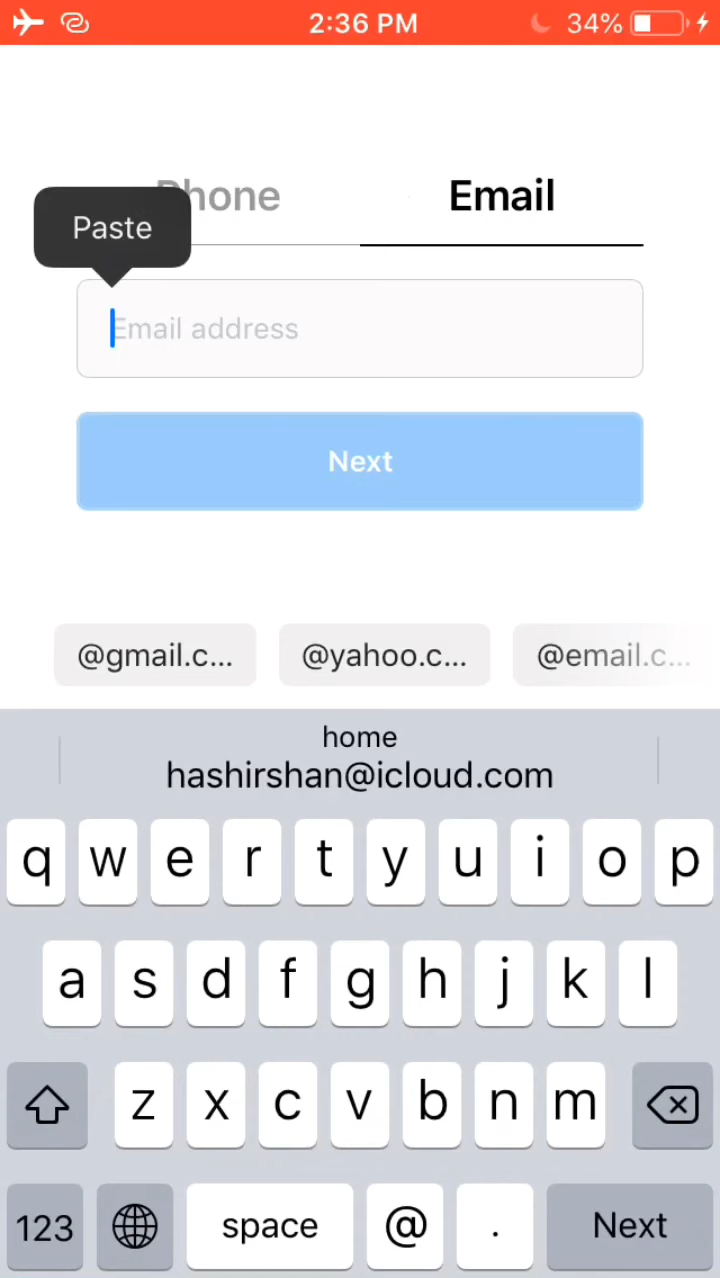 2:36 PM 34%
Phone Email
Paste
Email address
Next
@gmail.c... @yahoo.c... @email.c...
home
hashirshan@icloud.com
q w e r t y u i o p
a s d f g h j k l
z x c v b n m
123 space @ . Next